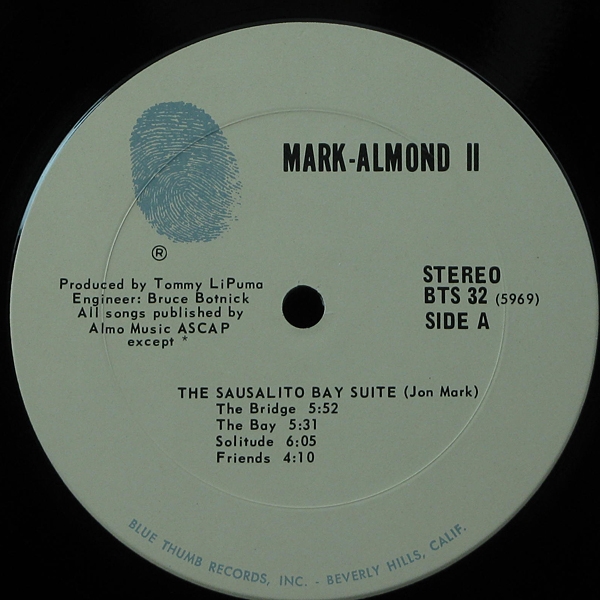 MARK-ALMOND II
®
Produced by Tommy LiPuma
Engineer: Bruce Botnick
All songs published by
Almo Music ASCAP
except *
STEREO
BTS 32 (5969)
SIDE A
THE SAUSALITO BAY SUITE (Jon Mark)
The Bridge 5:52
The Bay 5:31
Solitude 6:05
Friends 4:10
BLUE THUMB RECORDS, INC. - BEVERLY HILLS, CALIF.